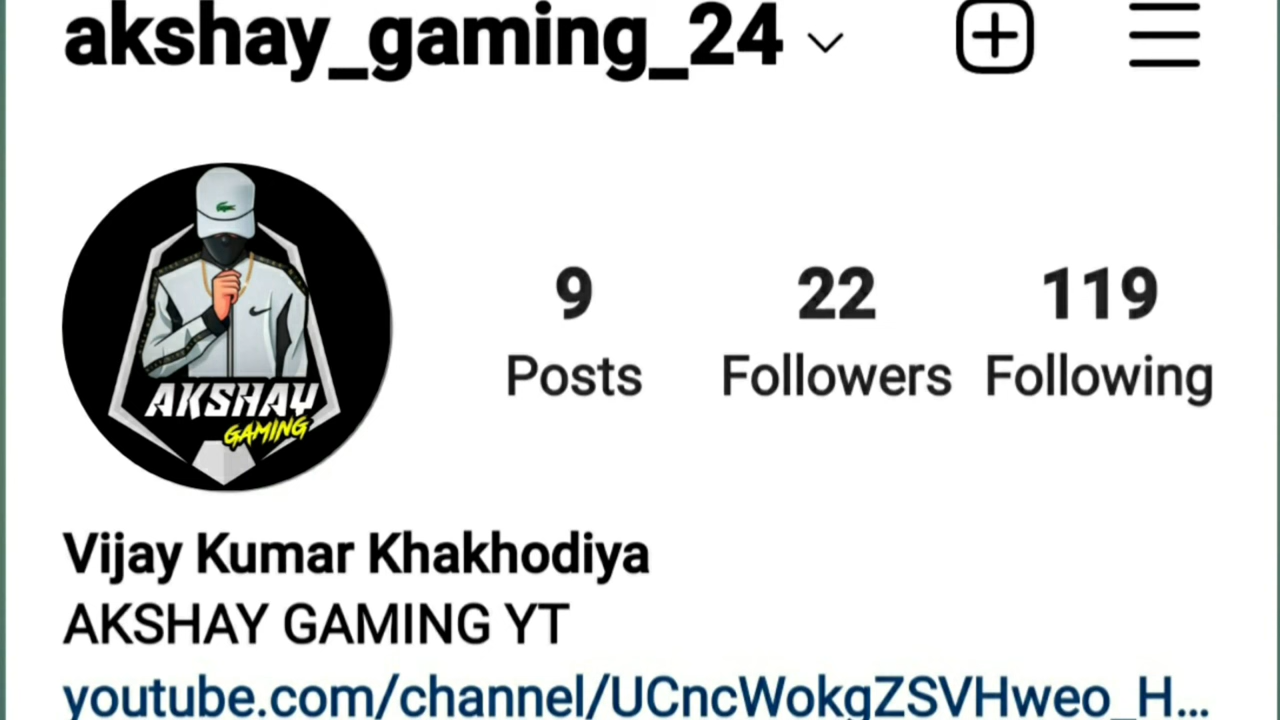 akshay_gaming_24
AKSHAY
GAMING
9 22 119
Posts Followers Following
Vijay Kumar Khakhodiya
AKSHAY GAMING YT
youtube.com/channel/UCncWokgZSVHweo_H...